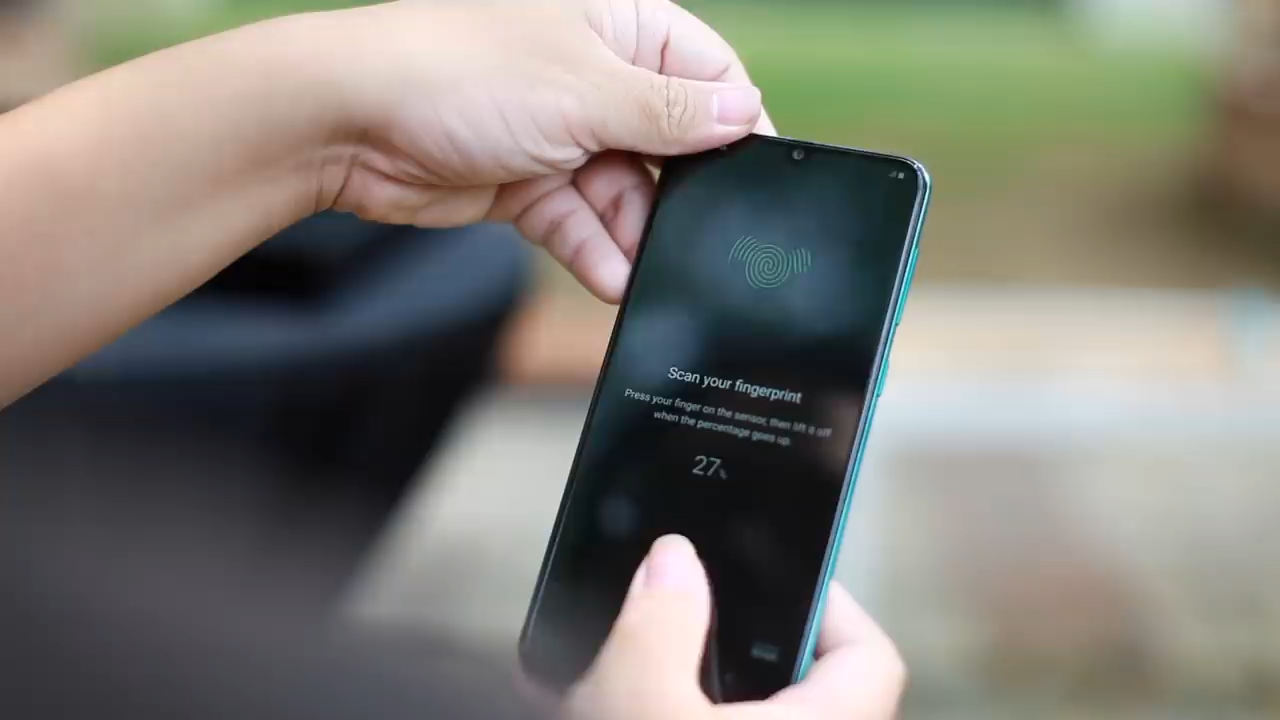 Scan your fingerprint
Press your finger on the sensor, then lift it off
when the percentage goes up.
27%